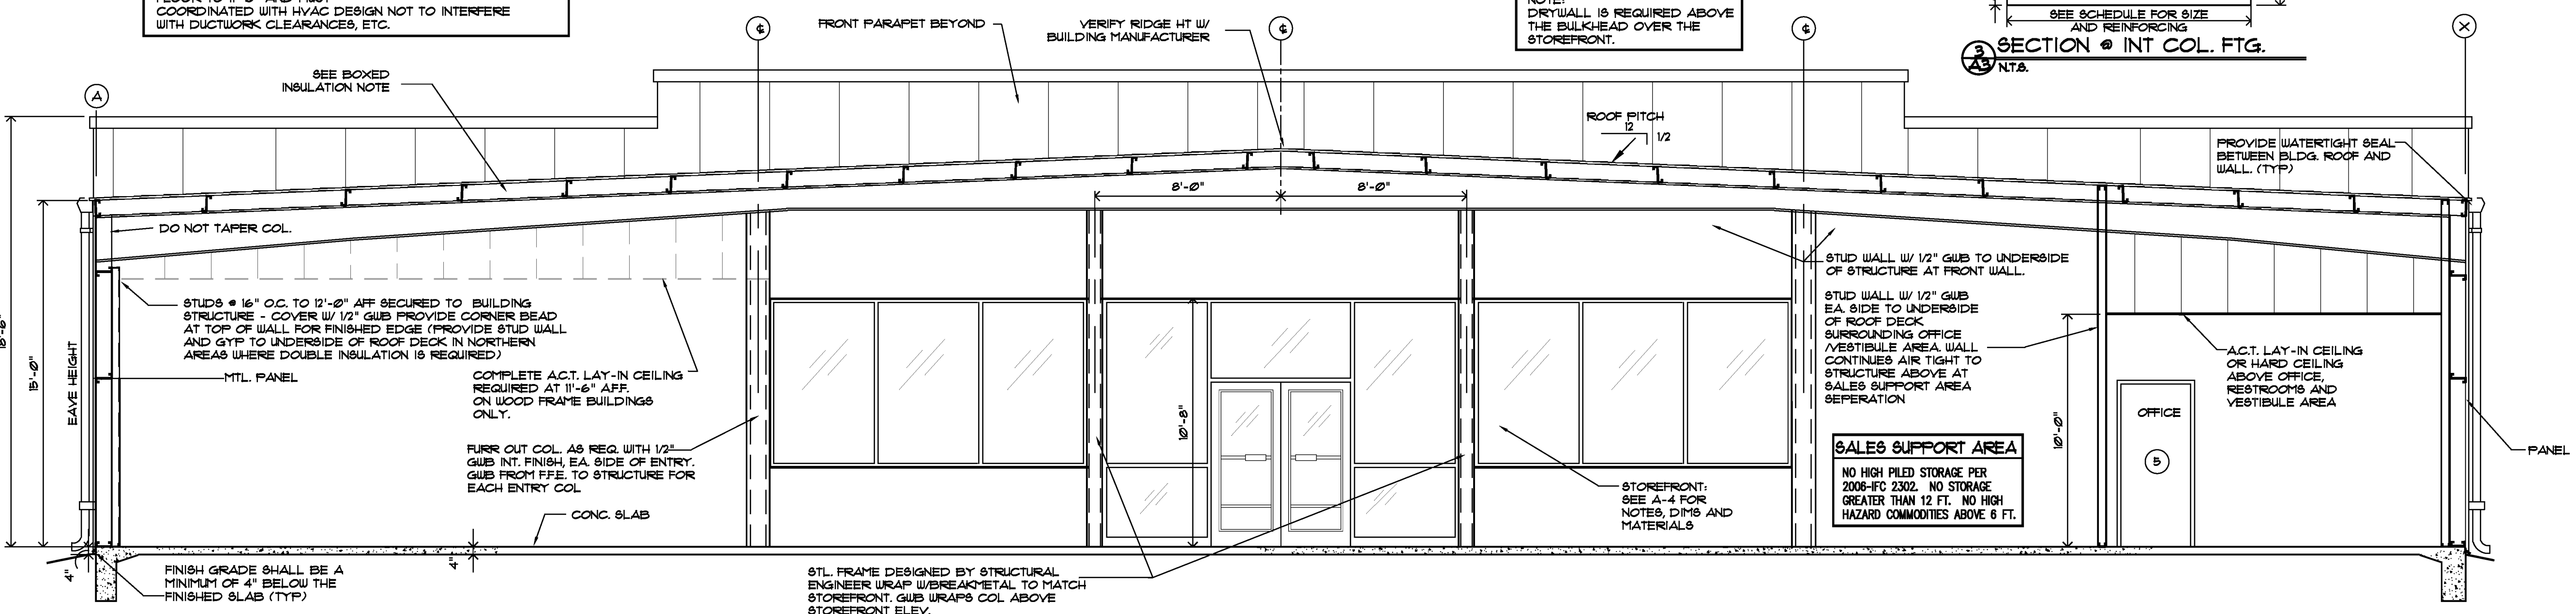 COORDINATED WITH HVAC DESIGN NOT TO INTERFERE
WITH DUCTWORK CLEARANCES, ETC.
FRONT PARAPET BEYOND
VERIFY RIDGE HT W/
BUILDING MANUFACTURER
NOTE:
DRYWALL IS REQUIRED ABOVE
THE BULKHEAD OVER THE
STOREFRONT.
SEE SCHEDULE FOR SIZE
AND REINFORCING
3
A3
SECTION @ INT COL. FTG.
N.T.S.
X
A
℄
℄
℄
SEE BOXED
INSULATION NOTE
ROOF PITCH
12
1/2
PROVIDE WATERTIGHT SEAL
BETWEEN BLDG. ROOF AND
WALL. (TYP)
8'-0"
8'-0"
DO NOT TAPER COL.
STUD WALL W/ 1/2" GWB TO UNDERSIDE
OF STRUCTURE AT FRONT WALL.
STUDS @ 16" O.C. TO 12'-0" AFF SECURED TO BUILDING
STRUCTURE - COVER W/ 1/2" GWB PROVIDE CORNER BEAD
AT TOP OF WALL FOR FINISHED EDGE (PROVIDE STUD WALL
AND GYP TO UNDERSIDE OF ROOF DECK IN NORTHERN
AREAS WHERE DOUBLE INSULATION IS REQUIRED)
STUD WALL W/ 1/2" GWB
EA. SIDE TO UNDERSIDE
OF ROOF DECK
SURROUNDING OFFICE
/VESTIBULE AREA. WALL
CONTINUES AIR TIGHT TO
STRUCTURE ABOVE AT
SALES SUPPORT AREA
SEPERATION
15'-0"
EAVE HEIGHT
MTL. PANEL
COMPLETE A.C.T. LAY-IN CEILING
REQUIRED AT 11'-6" A.F.F.
ON WOOD FRAME BUILDINGS
ONLY.
A.C.T. LAY-IN CEILING
OR HARD CEILING
ABOVE OFFICE,
RESTROOMS AND
VESTIBULE AREA
10'-8"
10'-0"
OFFICE
5
FURR OUT COL. AS REQ. WITH 1/2"
GWB INT. FINISH, EA. SIDE OF ENTRY.
GWB FROM F.F.E. TO STRUCTURE FOR
EACH ENTRY COL
SALES SUPPORT AREA
NO HIGH PILED STORAGE PER
2006-IFC 2302. NO STORAGE
GREATER THAN 12 FT. NO HIGH
HAZARD COMMODITIES ABOVE 6 FT.
PANEL
STOREFRONT:
SEE A-4 FOR
NOTES, DIMS AND
MATERIALS
CONC. SLAB
4"
4"
FINISH GRADE SHALL BE A
MINIMUM OF 4" BELOW THE
FINISHED SLAB (TYP)
STL. FRAME DESIGNED BY STRUCTURAL
ENGINEER WRAP W/BREAKMETAL TO MATCH
STOREFRONT. GWB WRAPS COL ABOVE
STOREFRONT ELEV.